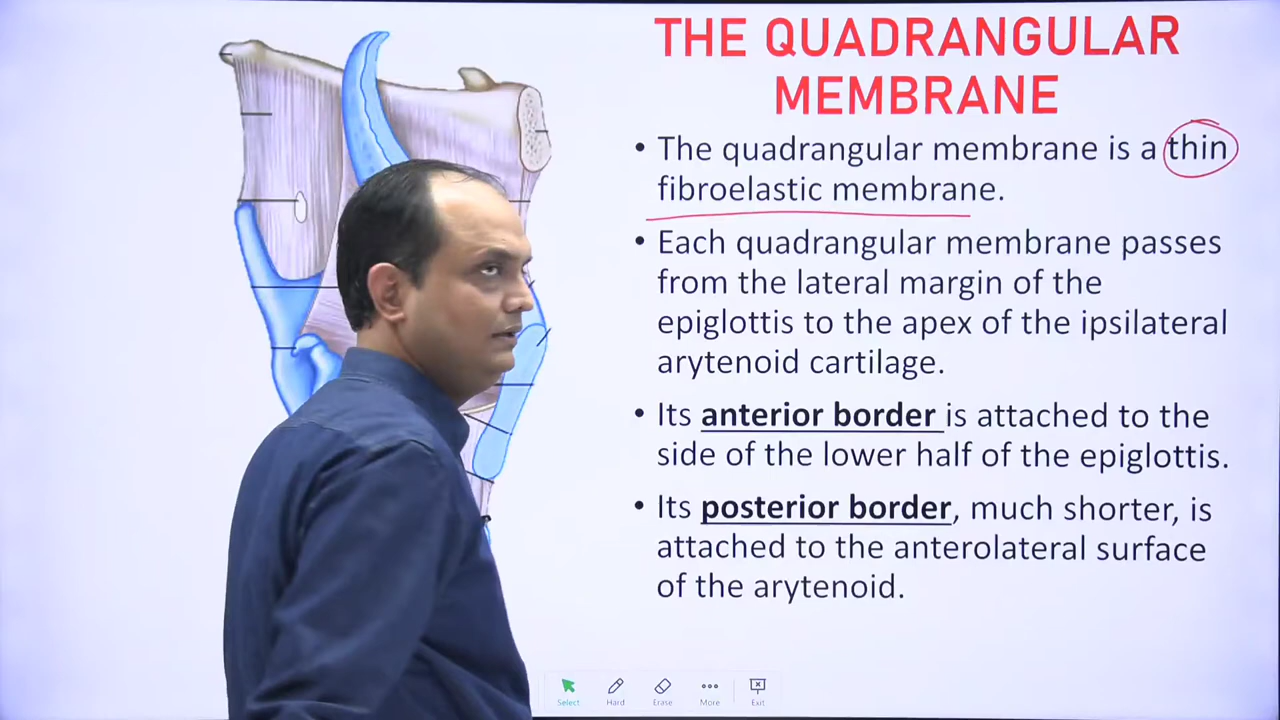 THE QUADRANGULAR
MEMBRANE
• The quadrangular membrane is a thin
fibroelastic membrane.
• Each quadrangular membrane passes
from the lateral margin of the
epiglottis to the apex of the ipsilateral
arytenoid cartilage.
• Its anterior border is attached to the
side of the lower half of the epiglottis.
• Its posterior border, much shorter, is
attached to the anterolateral surface
of the arytenoid.
Select Hard Erase More Exit